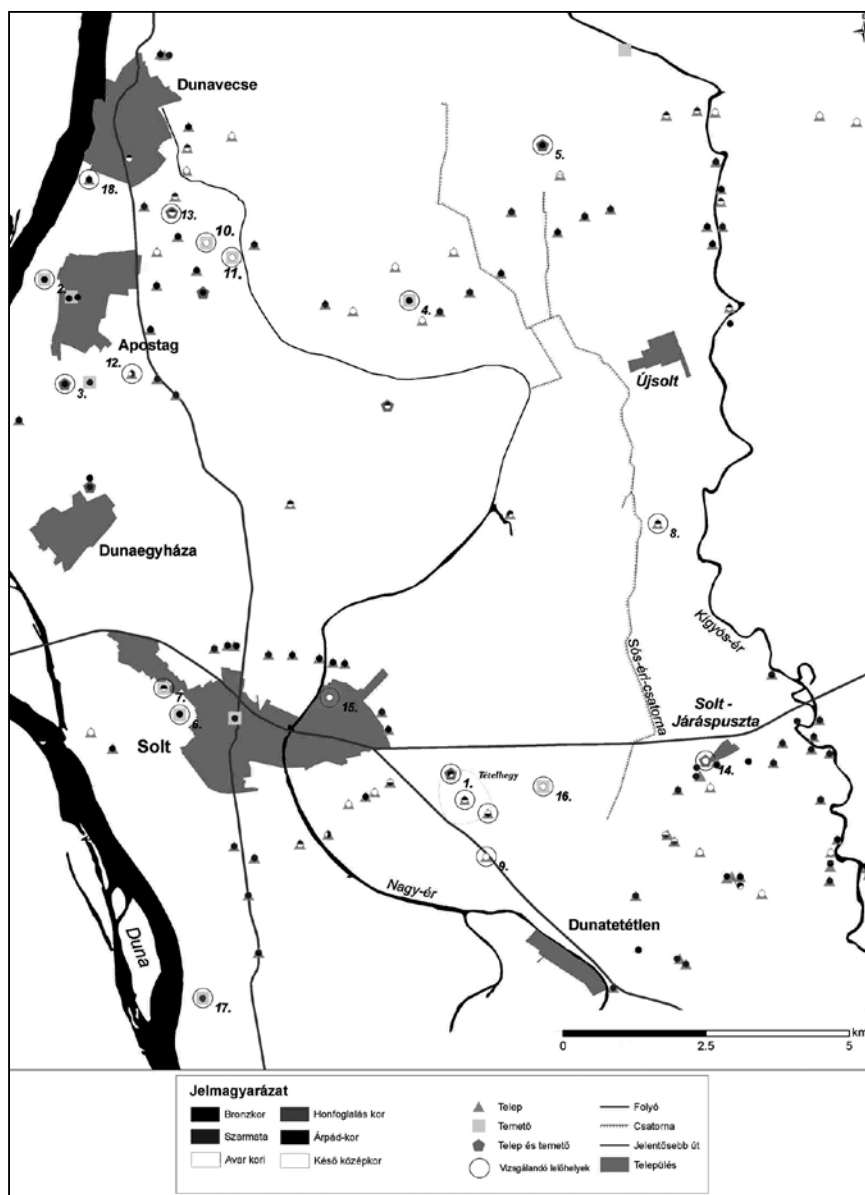 Dunavecse
5.
18.
13.
10.
11.
2.
4.
Apostag
12.
3.
Újsolt
Dunaegyháza
8.
Kígyós-ér
Sós-éri-csatorna
7.
15.
6.
Solt
Solt -
Járáspuszta
14.
Tételhegy
1.
16.
9.
Nagy-ér
Dunatetétlen
Duna
17.
km
0 2.5 5
Jelmagyarázat
Bronzkor
Honfoglalás kor
Szarmata
Árpád-kor
Avar kori
Késő középkor
Telep
Temető
Telep és temető
Vizsgálandó lelőhelyek
Folyó
Csatorna
Jelentősebb út
Település